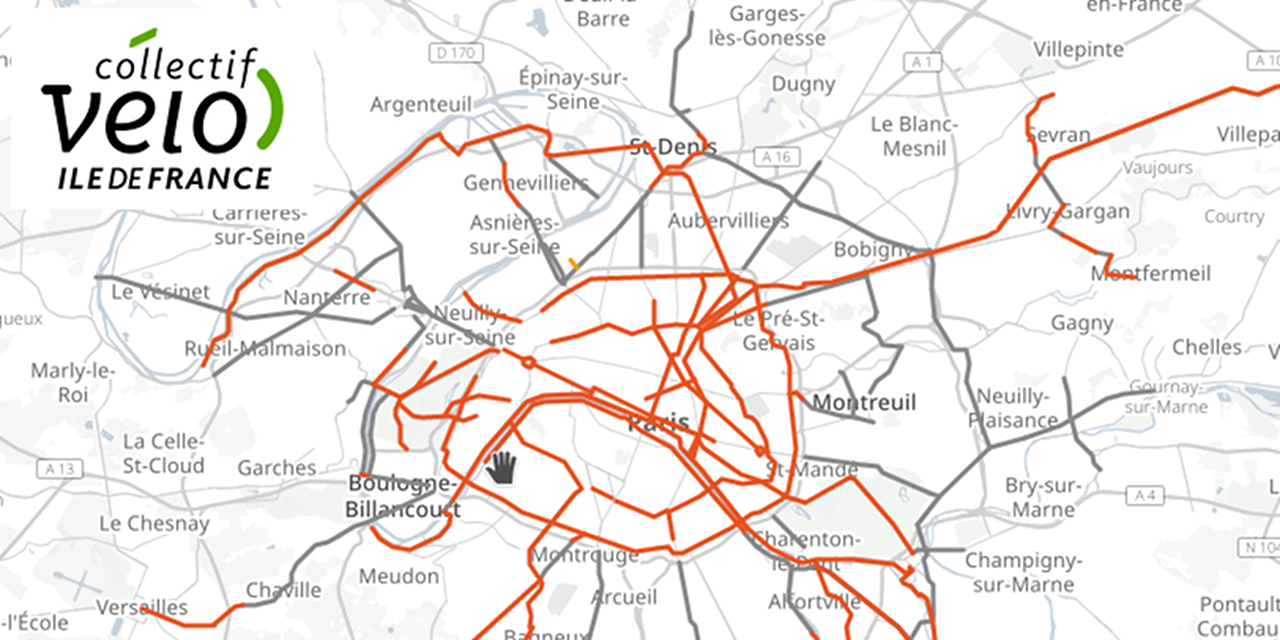 collectif
velo
ILE DE FRANCE
Barre
Garges-
lès-Gonesse
en-France
Villepinte
D 170
A 1
Épinay-sur-
Seine
Dugny
Argenteuil
Le Blanc-
Mesnil
Sevran
St-Denis
A 16
Vaujours
Gennevilliers
Carrières-
sur-Seine
Asnières-
sur-Seine
Aubervilliers
Livry-Gargan
Courtry
Bobigny
Montfermeil
Le Vésinet
Nanterre
Neuilly-
sur-Seine
Le Pré-St-
Gervais
Gagny
Rueil-Malmaison
Chelles
Marly-le-
Roi
Montreuil
Neuilly-
Plaisance
Gournay-
sur-Marne
Paris
La Celle-
St-Cloud
A 13
Garches
St-Mandé
Boulogne-
Billancourt
Bry-sur-
Marne
A 4
Le Chesnay
Charenton-
le-Pont
Montrouge
N 104
Champigny-
sur-Marne
Meudon
Chaville
Arcueil
Alfortville
Versailles
-l'École
Bagneux
Pontault
Combau